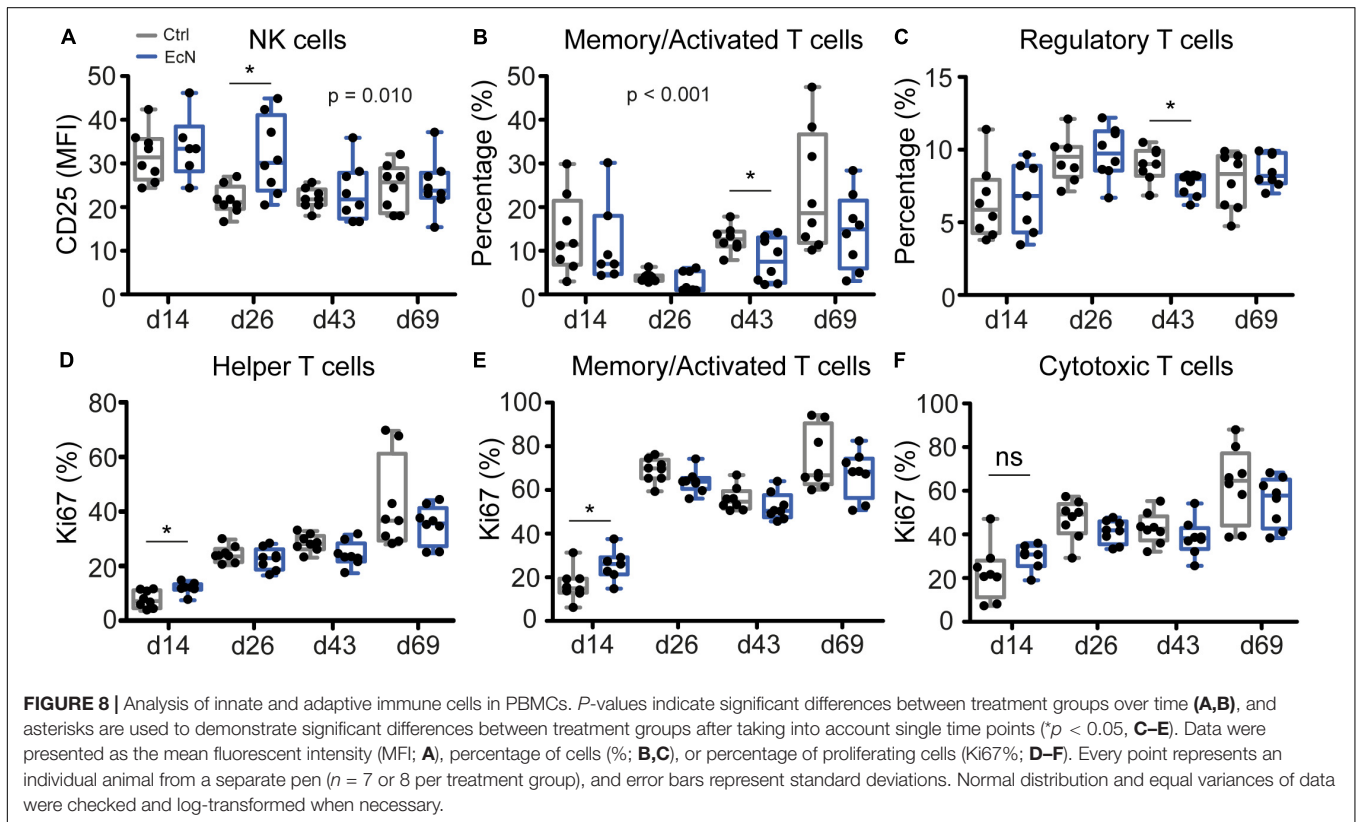 A
Ctrl
EcN
NK cells
CD25 (MFI)
50
40
30
20
10
0
*
p = 0.010
d14 d26 d43 d69
B
Memory/Activated T cells
Percentage (%)
50
40
30
20
10
0
p < 0.001
*
d14 d26 d43 d69
C
Regulatory T cells
Percentage (%)
15
10
5
0
*
d14 d26 d43 d69
D
Helper T cells
Ki67 (%)
80
60
40
20
0
*
d14 d26 d43 d69
E
Memory/Activated T cells
Ki67 (%)
100
80
60
40
20
0
*
d14 d26 d43 d69
F
Cytotoxic T cells
Ki67 (%)
100
80
60
40
20
0
ns
d14 d26 d43 d69
FIGURE 8 | Analysis of innate and adaptive immune cells in PBMCs. P-values indicate significant differences between treatment groups over time (A,B), and
asterisks are used to demonstrate significant differences between treatment groups after taking into account single time points (*p < 0.05, C–E). Data were
presented as the mean fluorescent intensity (MFI; A), percentage of cells (%; B,C), or percentage of proliferating cells (Ki67%; D–F). Every point represents an
individual animal from a separate pen (n = 7 or 8 per treatment group), and error bars represent standard deviations. Normal distribution and equal variances of data
were checked and log-transformed when necessary.